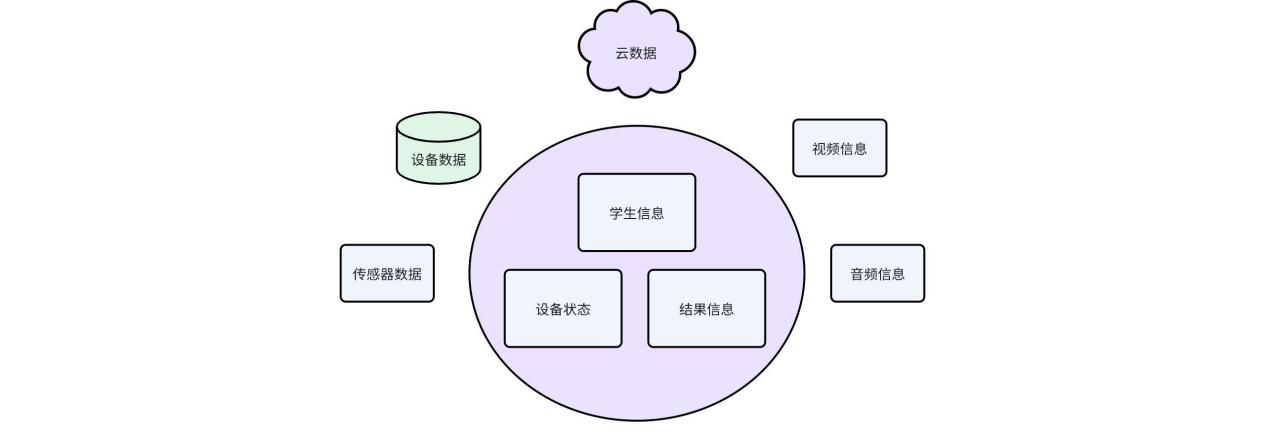 云数据
设备数据
视频信息
学生信息
传感器数据
音频信息
设备状态
结果信息